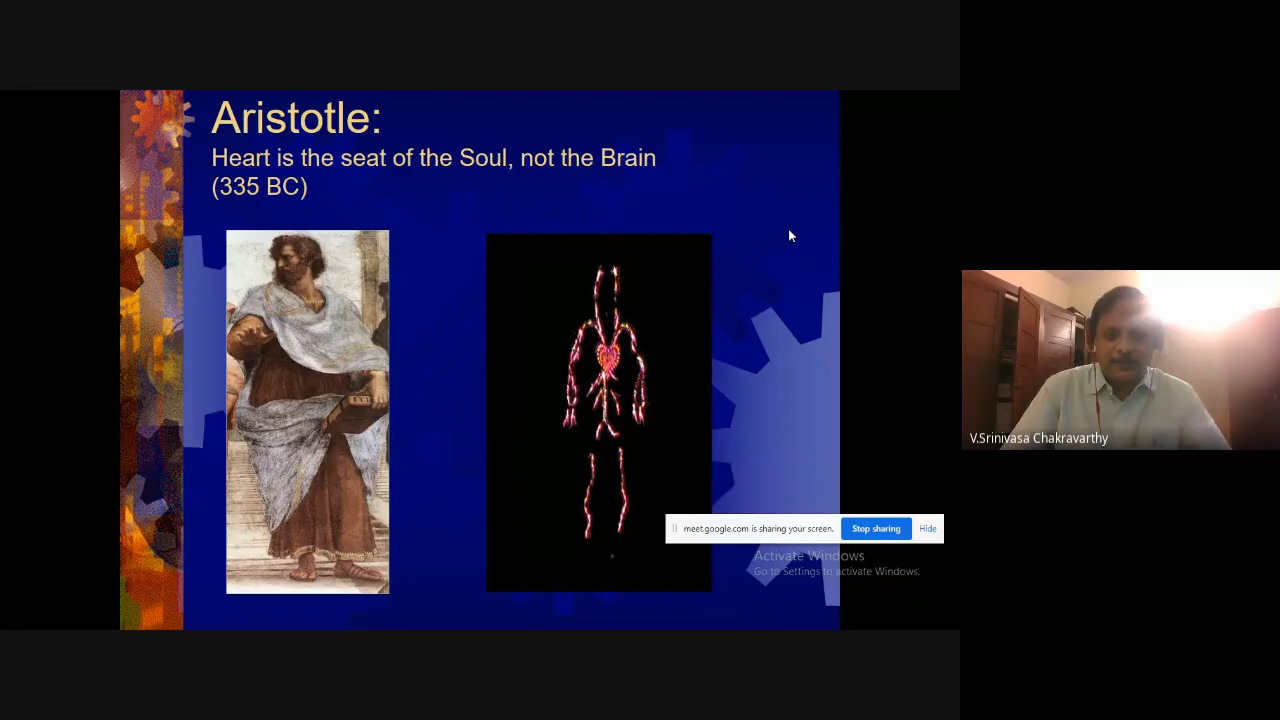 Aristotle:
Heart is the seat of the Soul, not the Brain
(335 BC)
V.Srinivasa Chakravarthy
meet.google.com is sharing your screen.
Stop sharing
Hide
Activate Windows
Go to Settings to activate Windows.